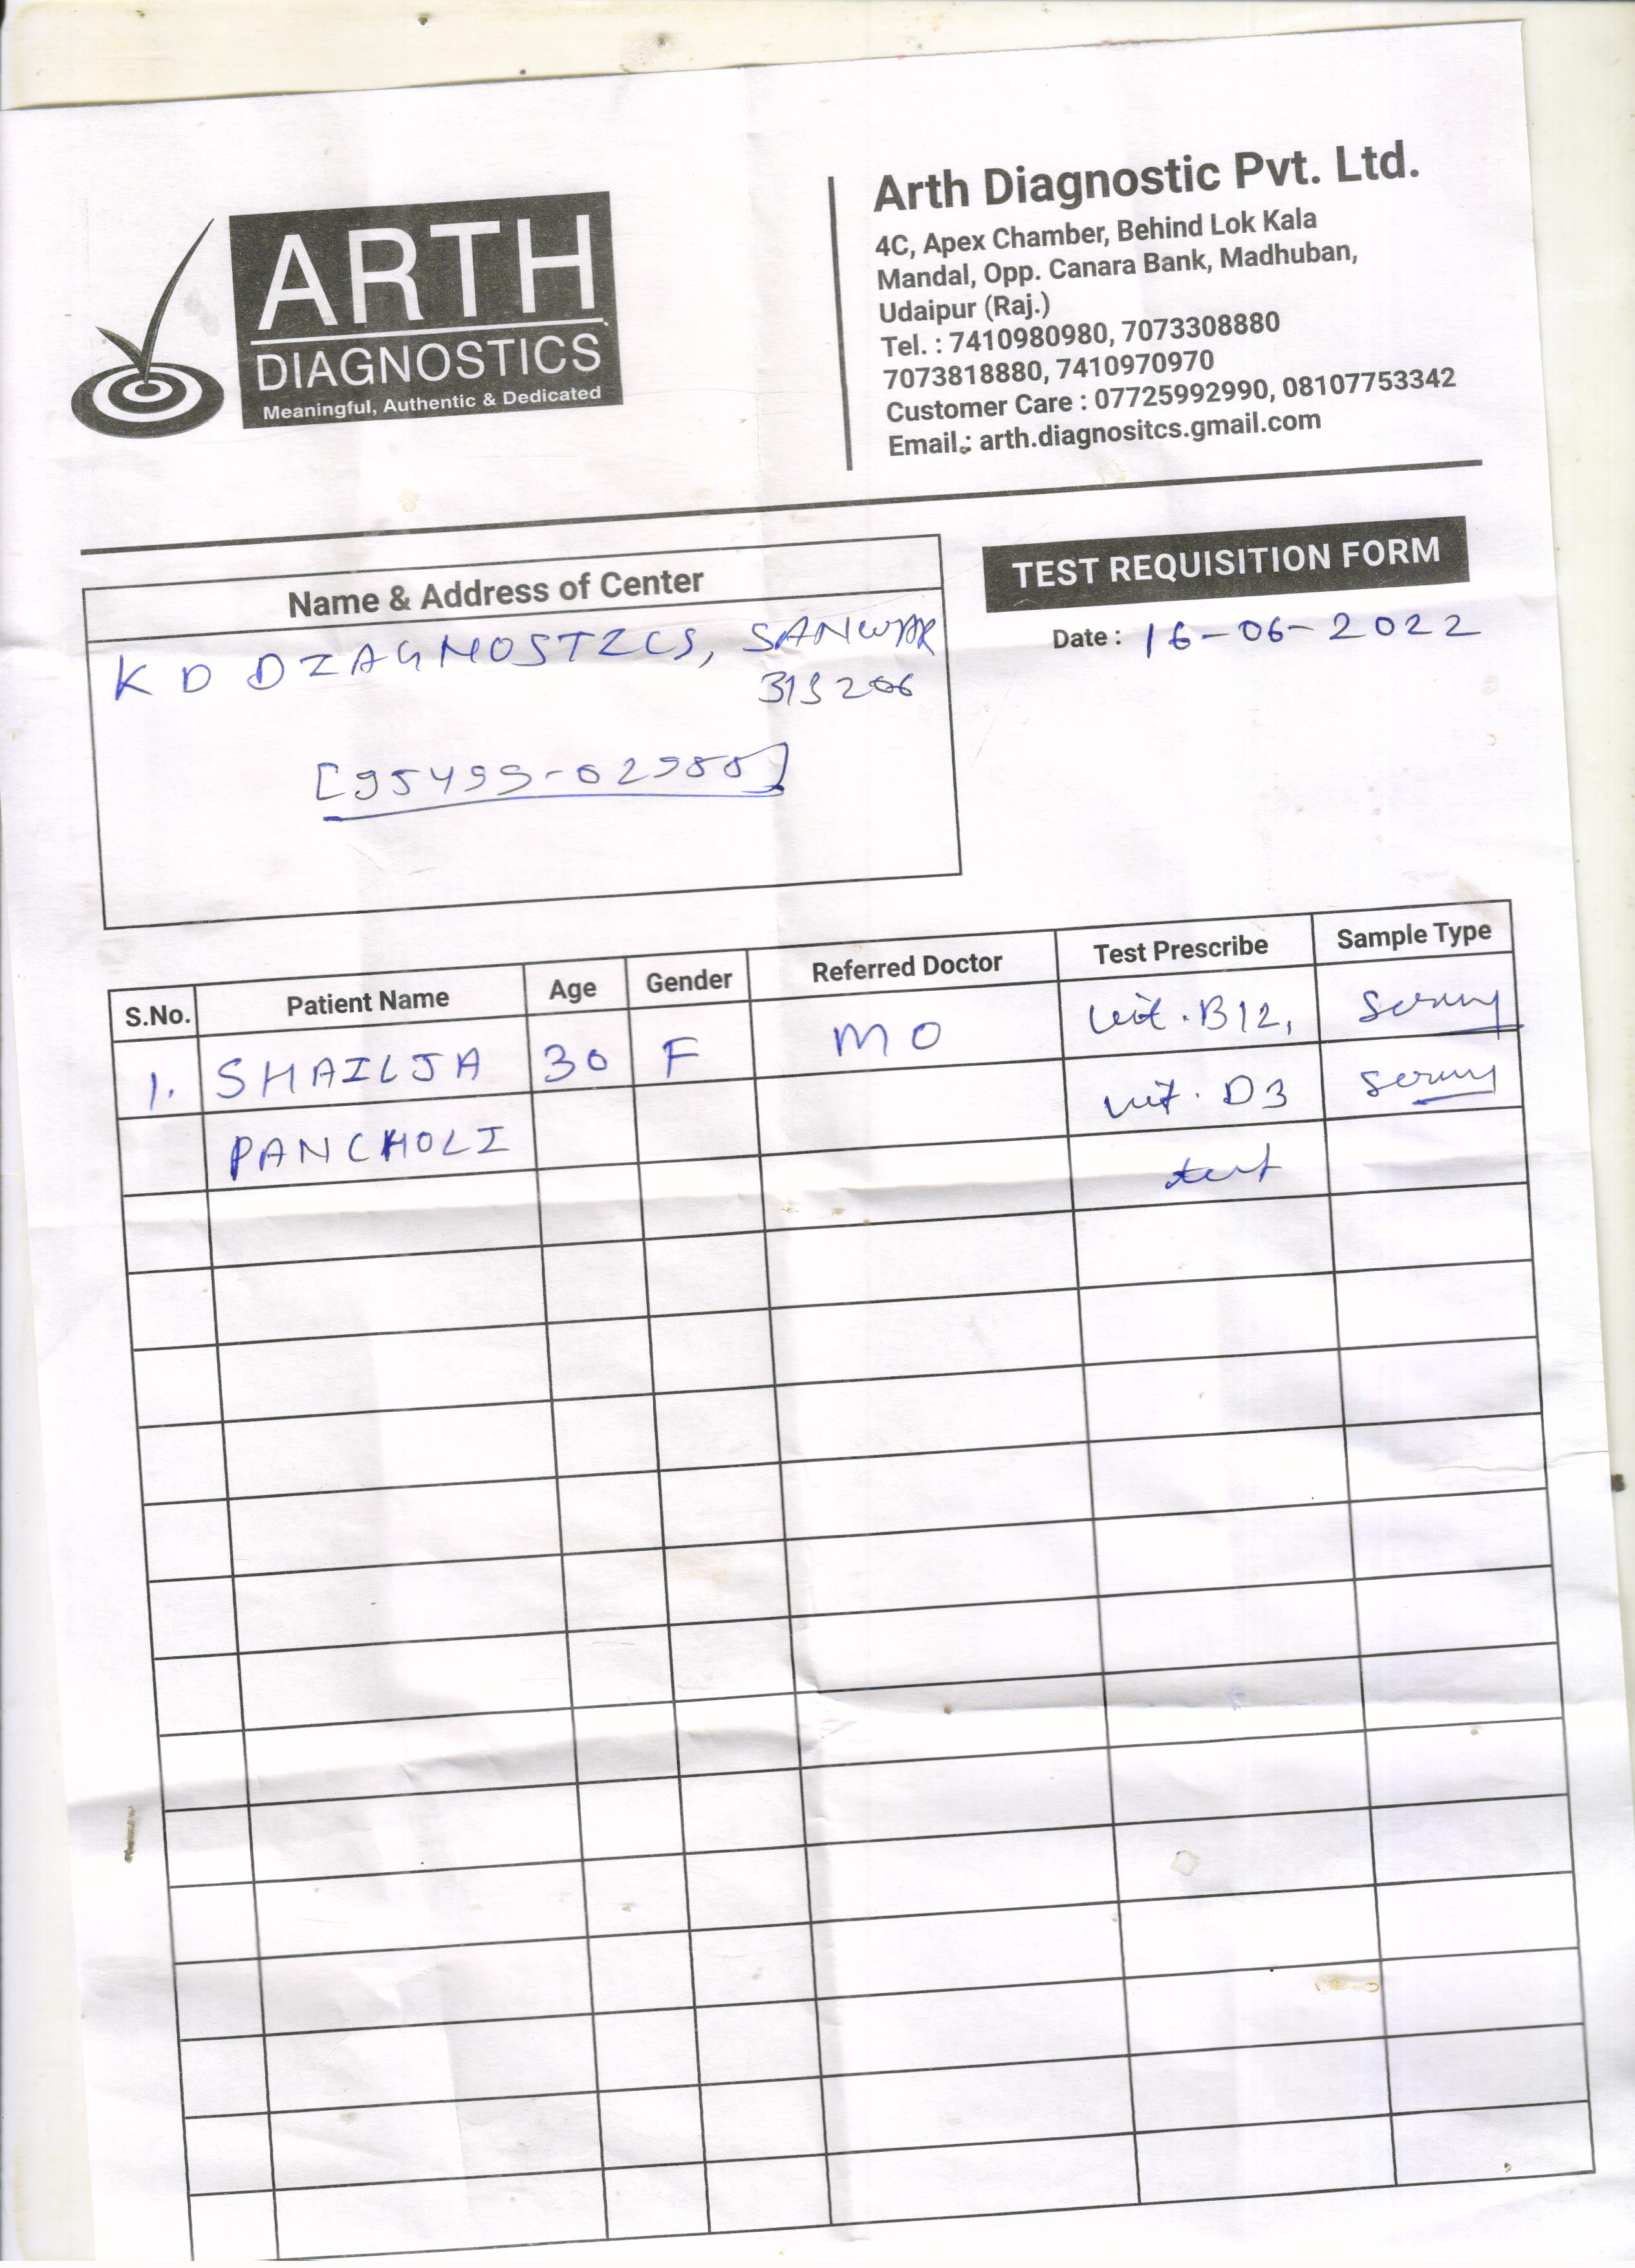 ARTH
DIAGNOSTICS
Meaningful, Authentic & Dedicated
Arth Diagnostic Pvt. Ltd.
4C, Apex Chamber, Behind Lok Kala
Mandal, Opp. Canara Bank, Madhuban,
Udaipur (Raj.)
Tel. : 7410980980, 7073308880
7073818880, 7410970970
Customer Care : 07725992990, 08107753342
Email.: arth.diagnositcs.gmail.com
Name & Address of Center
K D DIAGNOSTICS, SANWAR
313206
[95499-02988]
TEST REQUISITION FORM
Date : 16-06-2022
S.No. Patient Name Age Gender Referred Doctor Test Prescribe Sample Type
1. SHAILJA 30 F MO Vit. B12, Serum
PANCHOLI Vit. D3 Serum
test